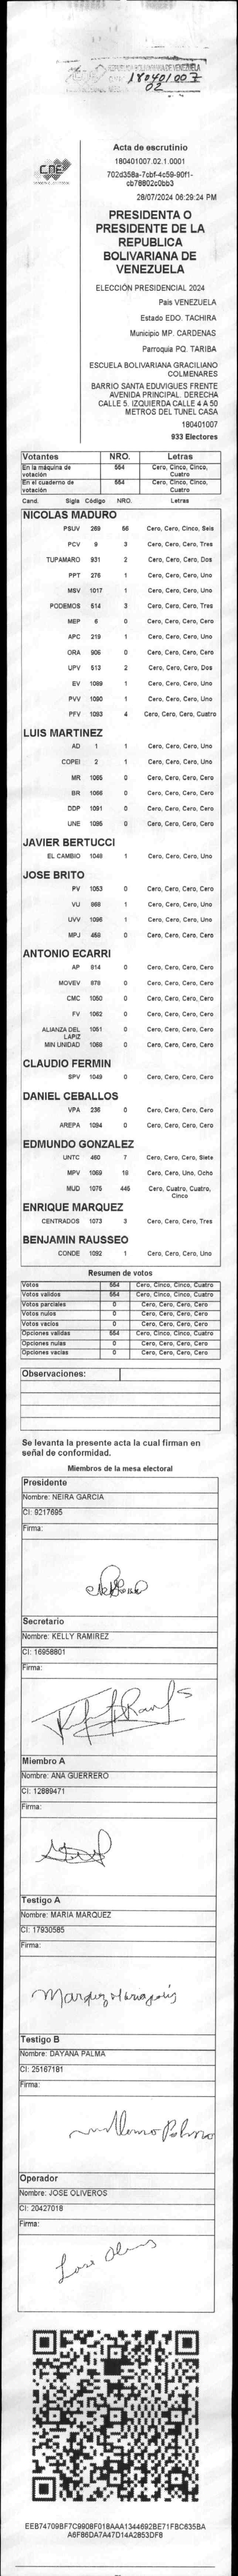 REPUBLICA BOLIVARIANA DE VENEZUELA
180401007
02
CNE
Acta de escrutinio
180401007.02.1.0001
702d358a-7cbf-4c59-90f1-
cb78802c0bb3
28/07/2024 06:29:24 PM
PRESIDENTA O
PRESIDENTE DE LA
REPUBLICA
BOLIVARIANA DE
VENEZUELA
ELECCIÓN PRESIDENCIAL 2024
País VENEZUELA
Estado EDO. TACHIRA
Municipio MP. CARDENAS
Parroquia PQ. TARIBA
ESCUELA BOLIVARIANA GRACILIANO
COLMENARES
BARRIO SANTA EDUVIGUES FRENTE
AVENIDA PRINCIPAL. DERECHA
CALLE 5. IZQUIERDA CALLE 4 A 50
METROS DEL TUNEL CASA
180401007
933 Electores
Votantes NRO. Letras
En la máquina de votación 554 Cero, Cinco, Cinco, Cuatro
En el cuaderno de votación 554 Cero, Cinco, Cinco, Cuatro
Cand. Sigla Código NRO. Letras
NICOLAS MADURO
PSUV 269 56 Cero, Cero, Cinco, Seis
PCV 9 3 Cero, Cero, Cero, Tres
TUPAMARO 931 2 Cero, Cero, Cero, Dos
PPT 276 1 Cero, Cero, Cero, Uno
MSV 1017 1 Cero, Cero, Cero, Uno
PODEMOS 514 3 Cero, Cero, Cero, Tres
MEP 6 0 Cero, Cero, Cero, Cero
APC 219 1 Cero, Cero, Cero, Uno
ORA 906 0 Cero, Cero, Cero, Cero
UPV 513 2 Cero, Cero, Cero, Dos
EV 1089 1 Cero, Cero, Cero, Uno
PVV 1090 1 Cero, Cero, Cero, Uno
PFV 1093 4 Cero, Cero, Cero, Cuatro
LUIS MARTINEZ
AD 1 1 Cero, Cero, Cero, Uno
COPEI 2 1 Cero, Cero, Cero, Uno
MR 1065 0 Cero, Cero, Cero, Cero
BR 1066 0 Cero, Cero, Cero, Cero
DDP 1091 0 Cero, Cero, Cero, Cero
UNE 1095 0 Cero, Cero, Cero, Cero
JAVIER BERTUCCI
EL CAMBIO 1048 1 Cero, Cero, Cero, Uno
JOSE BRITO
PV 1053 0 Cero, Cero, Cero, Cero
VU 968 1 Cero, Cero, Cero, Uno
UVV 1096 1 Cero, Cero, Cero, Uno
MPJ 458 0 Cero, Cero, Cero, Cero
ANTONIO ECARRI
AP 814 0 Cero, Cero, Cero, Cero
MOVEV 878 0 Cero, Cero, Cero, Cero
CMC 1050 0 Cero, Cero, Cero, Cero
FV 1062 0 Cero, Cero, Cero, Cero
ALIANZA DEL LAPIZ 1051 0 Cero, Cero, Cero, Cero
MIN UNIDAD 1088 0 Cero, Cero, Cero, Cero
CLAUDIO FERMIN
SPV 1049 0 Cero, Cero, Cero, Cero
DANIEL CEBALLOS
VPA 236 0 Cero, Cero, Cero, Cero
AREPA 1094 0 Cero, Cero, Cero, Cero
EDMUNDO GONZALEZ
UNTC 460 7 Cero, Cero, Cero, Siete
MPV 1069 18 Cero, Cero, Uno, Ocho
MUD 1075 445 Cero, Cuatro, Cuatro, Cinco
ENRIQUE MARQUEZ
CENTRADOS 1073 3 Cero, Cero, Cero, Tres
BENJAMIN RAUSSEO
CONDE 1092 1 Cero, Cero, Cero, Uno
Resumen de votos
Votos 554 Cero, Cinco, Cinco, Cuatro
Votos validos 554 Cero, Cinco, Cinco, Cuatro
Votos parciales 0 Cero, Cero, Cero, Cero
Votos nulos 0 Cero, Cero, Cero, Cero
Votos vacios 0 Cero, Cero, Cero, Cero
Opciones validas 554 Cero, Cinco, Cinco, Cuatro
Opciones nulas 0 Cero, Cero, Cero, Cero
Opciones vacias 0 Cero, Cero, Cero, Cero
Observaciones:
Se levanta la presente acta la cual firman en
señal de conformidad.
Miembros de la mesa electoral
Presidente
Nombre: NEIRA GARCIA
CI: 9217695
Firma:
Secretario
Nombre: KELLY RAMIREZ
CI: 16958801
Firma:
Miembro A
Nombre: ANA GUERRERO
CI: 12889471
Firma:
Testigo A
Nombre: MARIA MARQUEZ
CI: 17930585
Firma:
Testigo B
Nombre: DAYANA PALMA
CI: 25167181
Firma:
Operador
Nombre: JOSE OLIVEROS
CI: 20427018
Firma:
EEB74709BF7C9908F018AAA1344692BE71FBC635BA
A6F86DA7A47D14A2853DF8